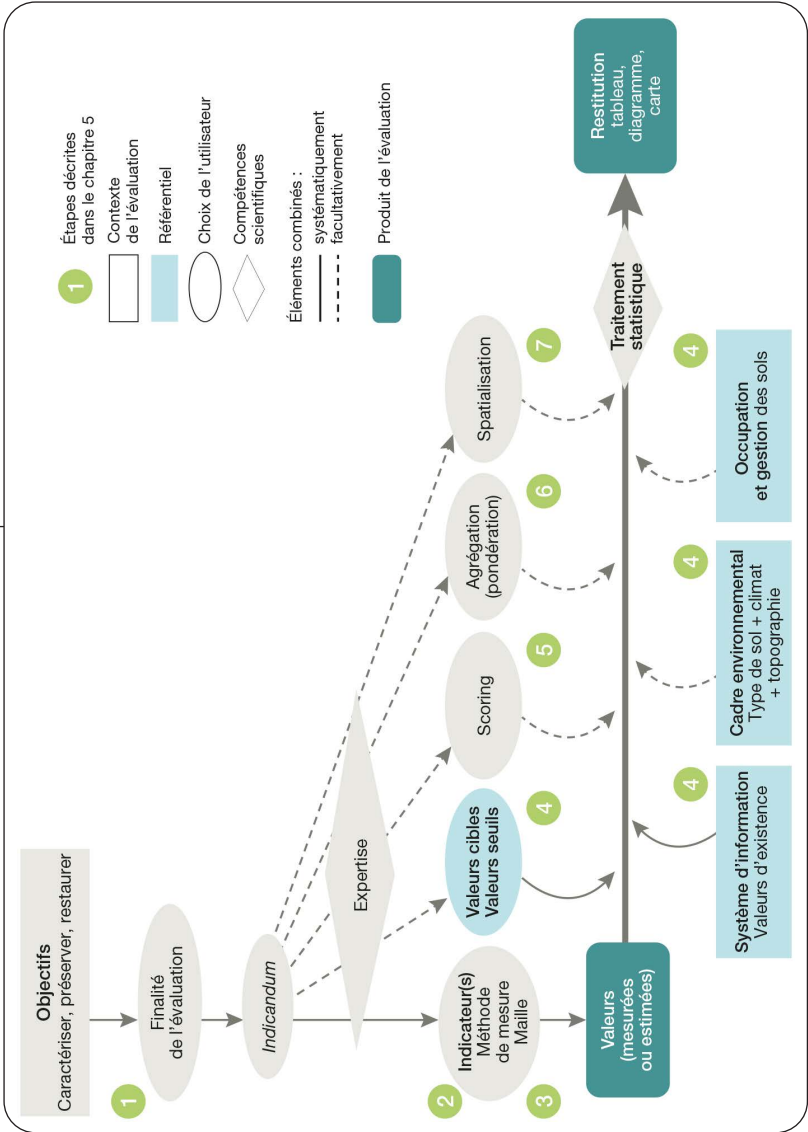 Objectifs
Caractériser, préserver, restaurer
1
Finalité
de l'évaluation
Indicandum
Expertise
2
3
Indicateur(s)
Méthode
de mesure
Maille
Valeurs cibles
Valeurs seuils
4
Scoring
5
Agrégation
(pondération)
6
Spatialisation
7
Valeurs
(mesurées
ou estimées)
Traitement
statistique
Restitution
tableau,
diagramme,
carte
4
Système d'information
Valeurs d'existence
4
Cadre environnemental
Type de sol + climat
+ topographie
4
Occupation
et gestion des sols
1
Étapes décrites
dans le chapitre 5
Contexte
de l'évaluation
Référentiel
Choix de l'utilisateur
Compétences
scientifiques
Éléments combinés :
systématiquement
facultativement
Produit de l'évaluation